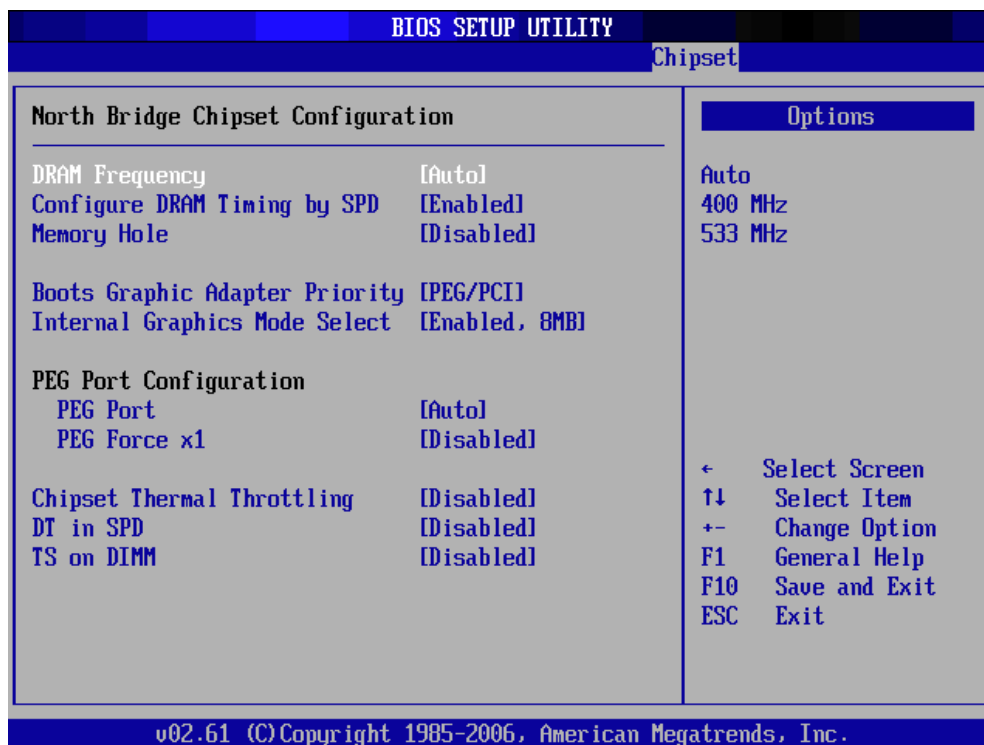 BIOS SETUP UTILITY
Chipset
North Bridge Chipset Configuration
DRAM Frequency [Auto]
Configure DRAM Timing by SPD [Enabled]
Memory Hole [Disabled]
Boots Graphic Adapter Priority [PEG/PCI]
Internal Graphics Mode Select [Enabled, 8MB]
PEG Port Configuration
PEG Port [Auto]
PEG Force x1 [Disabled]
Chipset Thermal Throttling [Disabled]
DT in SPD [Disabled]
TS on DIMM [Disabled]
Options
Auto
400 MHz
533 MHz
← Select Screen
↑↓ Select Item
+- Change Option
F1 General Help
F10 Save and Exit
ESC Exit
v02.61 (C)Copyright 1985-2006, American Megatrends, Inc.